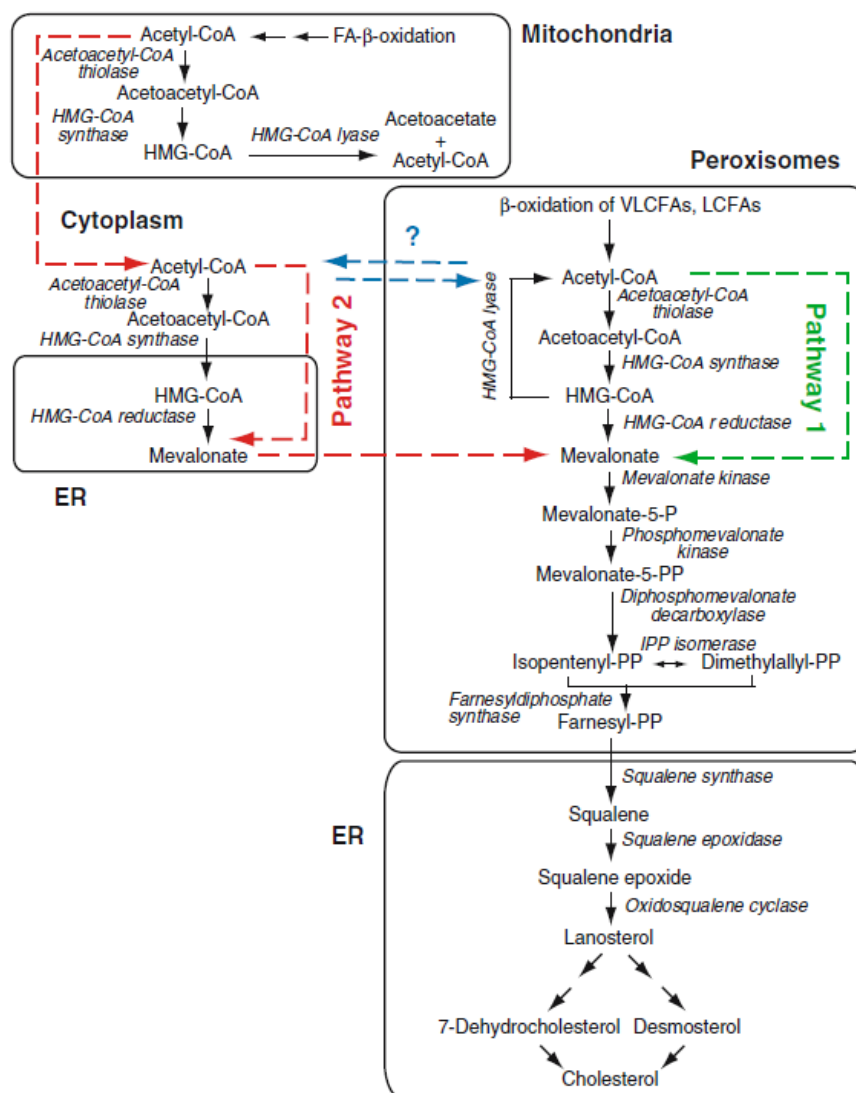 Mitochondria
Acetyl-CoA
FA-β-oxidation
Acetoacetyl-CoA
thiolase
Acetoacetyl-CoA
HMG-CoA
synthase
HMG-CoA
HMG-CoA lyase
Acetoacetate
+
Acetyl-CoA
Peroxisomes
Cytoplasm
β-oxidation of VLCFAs, LCFAs
?
Acetyl-CoA
Acetoacetyl-CoA
thiolase
Acetoacetyl-CoA
HMG-CoA synthase
HMG-CoA
HMG-CoA reductase
Mevalonate
ER
Pathway 2
HMG-CoA lyase
Acetyl-CoA
Acetoacetyl-CoA
thiolase
Acetoacetyl-CoA
HMG-CoA synthase
HMG-CoA
HMG-CoA r eductase
Mevalonate
Pathway 1
Mevalonate kinase
Mevalonate-5-P
Phosphomevalonate
kinase
Mevalonate-5-PP
Diphosphomevalonate
decarboxylase
IPP isomerase
Isopentenyl-PP
Dimethylallyl-PP
Farnesyldiphosphate
synthase
Farnesyl-PP
ER
Squalene synthase
Squalene
Squalene epoxidase
Squalene epoxide
Oxidosqualene cyclase
Lanosterol
7-Dehydrocholesterol
Desmosterol
Cholesterol